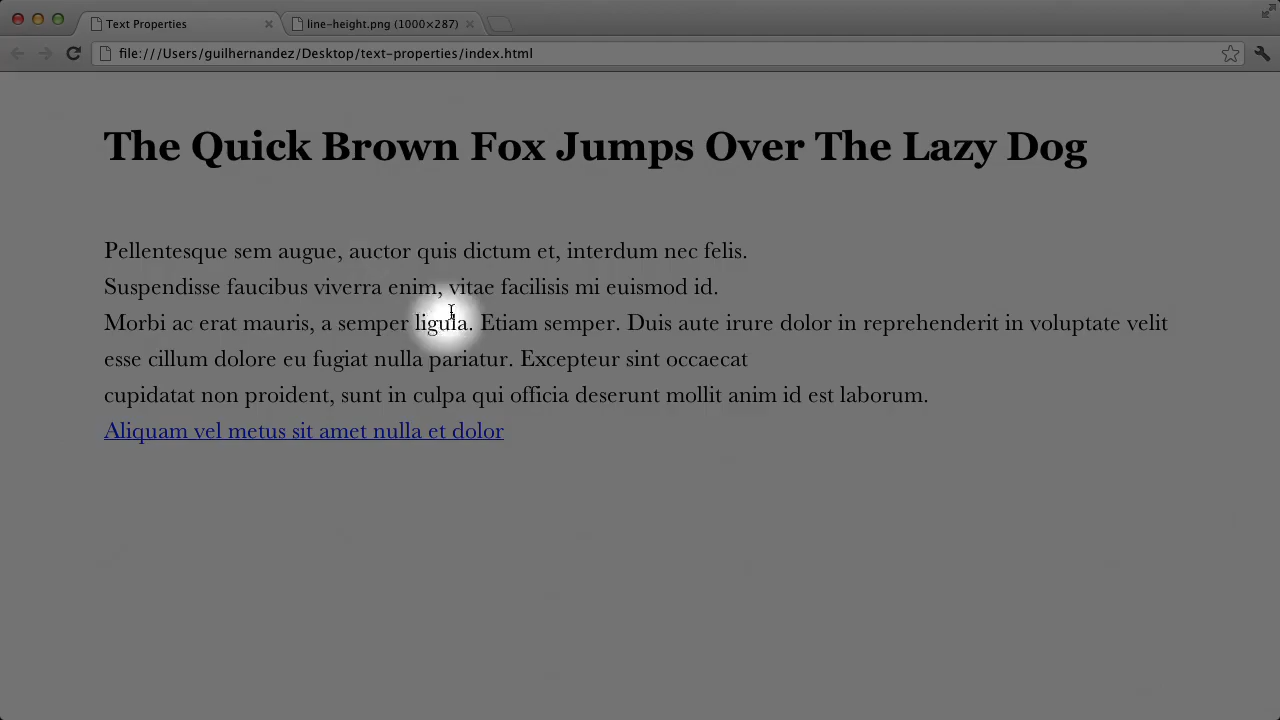 Text Properties
line-height.png (1000×287)
file:///Users/guilhernandez/Desktop/text-properties/index.html
The Quick Brown Fox Jumps Over The Lazy Dog
Pellentesque sem augue, auctor quis dictum et, interdum nec felis.
Suspendisse faucibus viverra enim, vitae facilisis mi euismod id.
Morbi ac erat mauris, a semper ligula. Etiam semper. Duis aute irure dolor in reprehenderit in voluptate velit
esse cillum dolore eu fugiat nulla pariatur. Excepteur sint occaecat
cupidatat non proident, sunt in culpa qui officia deserunt mollit anim id est laborum.
Aliquam vel metus sit amet nulla et dolor